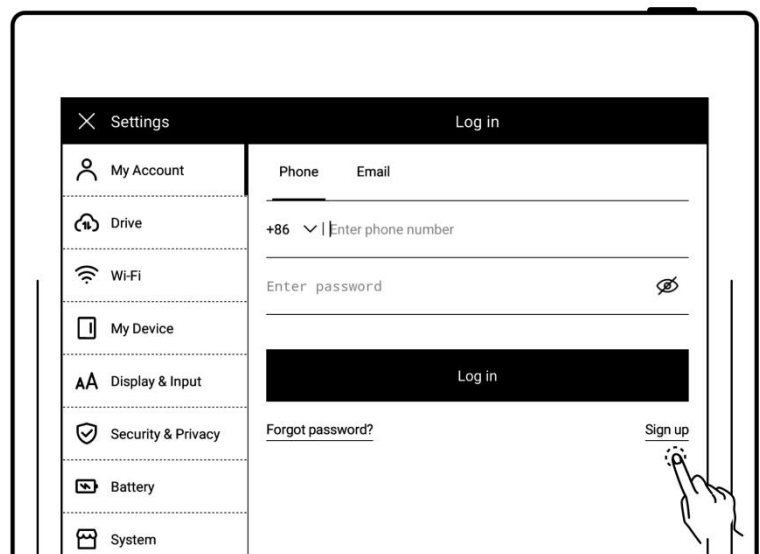 Settings
Log in
My Account
Drive
Wi-Fi
My Device
Display & Input
Security & Privacy
Battery
System
Phone Email
+86 Enter phone number
Enter password
Log in
Forgot password? Sign up